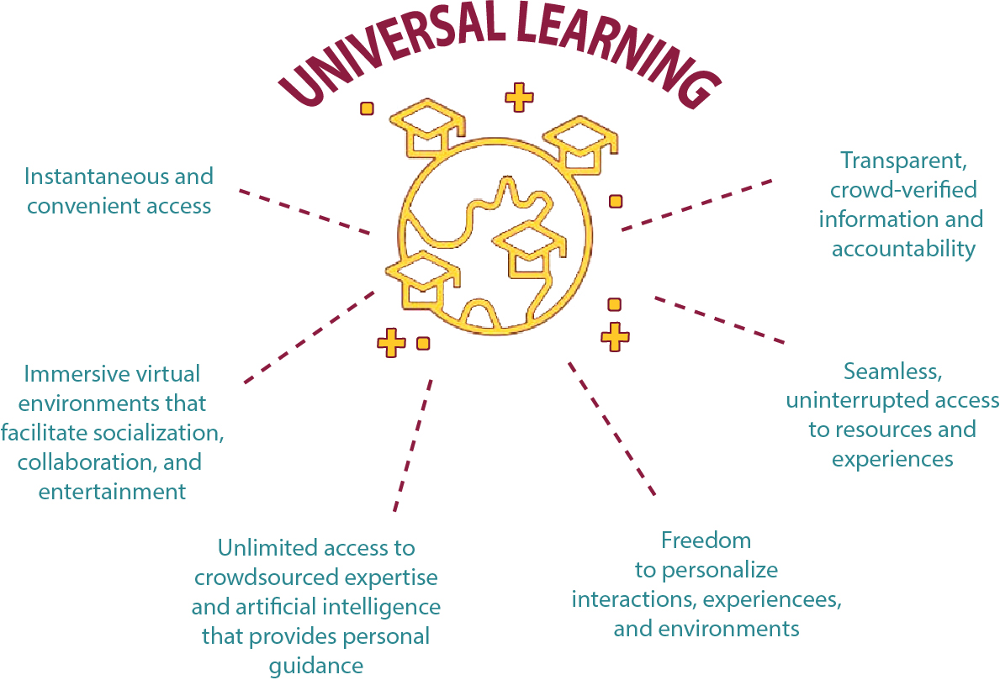 UNIVERSAL LEARNING
Instantaneous and
convenient access
Transparent,
crowd-verified
information and
accountability
Immersive virtual
environments that
facilitate socialization,
collaboration, and
entertainment
Seamless,
uninterrupted access
to resources and
experiences
Unlimited access to
crowdsourced expertise
and artificial intelligence
that provides personal
guidance
Freedom
to personalize
interactions, experiencees,
and environments